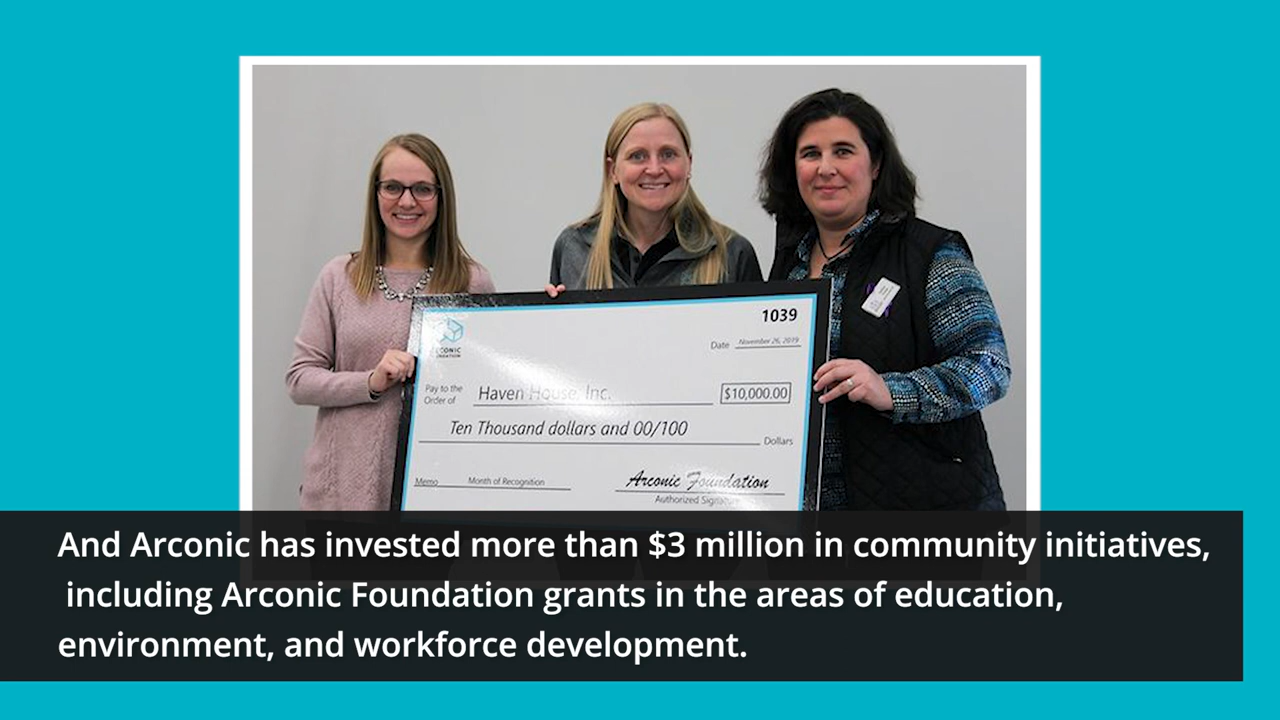 1039
Date November 26, 2019
Pay to the
Order of
Haven House, Inc. $10,000.00
Ten Thousand dollars and 00/100
Dollars
Memo Month of Recognition
Arconic Foundation
Authorized Signature
And Arconic has invested more than $3 million in community initiatives,
including Arconic Foundation grants in the areas of education,
environment, and workforce development.